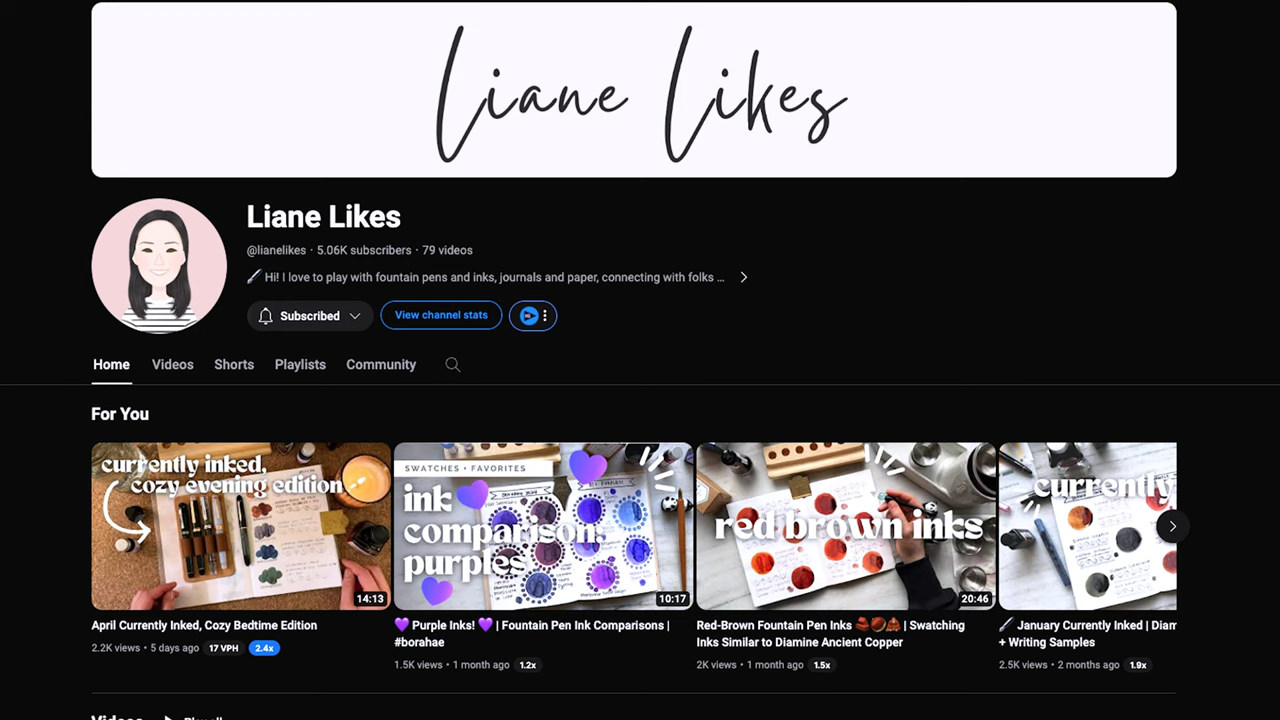 Liane Likes
Liane Likes
@lianelikes · 5.06K subscribers · 79 videos
🖌️ Hi! I love to play with fountain pens and inks, journals and paper, connecting with folks ...
Subscribed
View channel stats
Home Videos Shorts Playlists Community
For You
currently inked,
cozy evening edition
14:13
April Currently Inked, Cozy Bedtime Edition
2.2K views • 5 days ago 17 VPH 2.4x
SWATCHES • FAVORITES
ink
comparison:
purples
10:17
💜 Purple Inks! 💜 | Fountain Pen Ink Comparisons |
#borahae
1.5K views • 1 month ago 1.2x
red brown inks
20:46
Red-Brown Fountain Pen Inks 🌰🏀🍂 | Swatching
Inks Similar to Diamine Ancient Copper
2K views • 1 month ago 1.5x
currently
🖌️ January Currently Inked | Diam
+ Writing Samples
2.5K views • 2 months ago 1.9x
Videos Play all